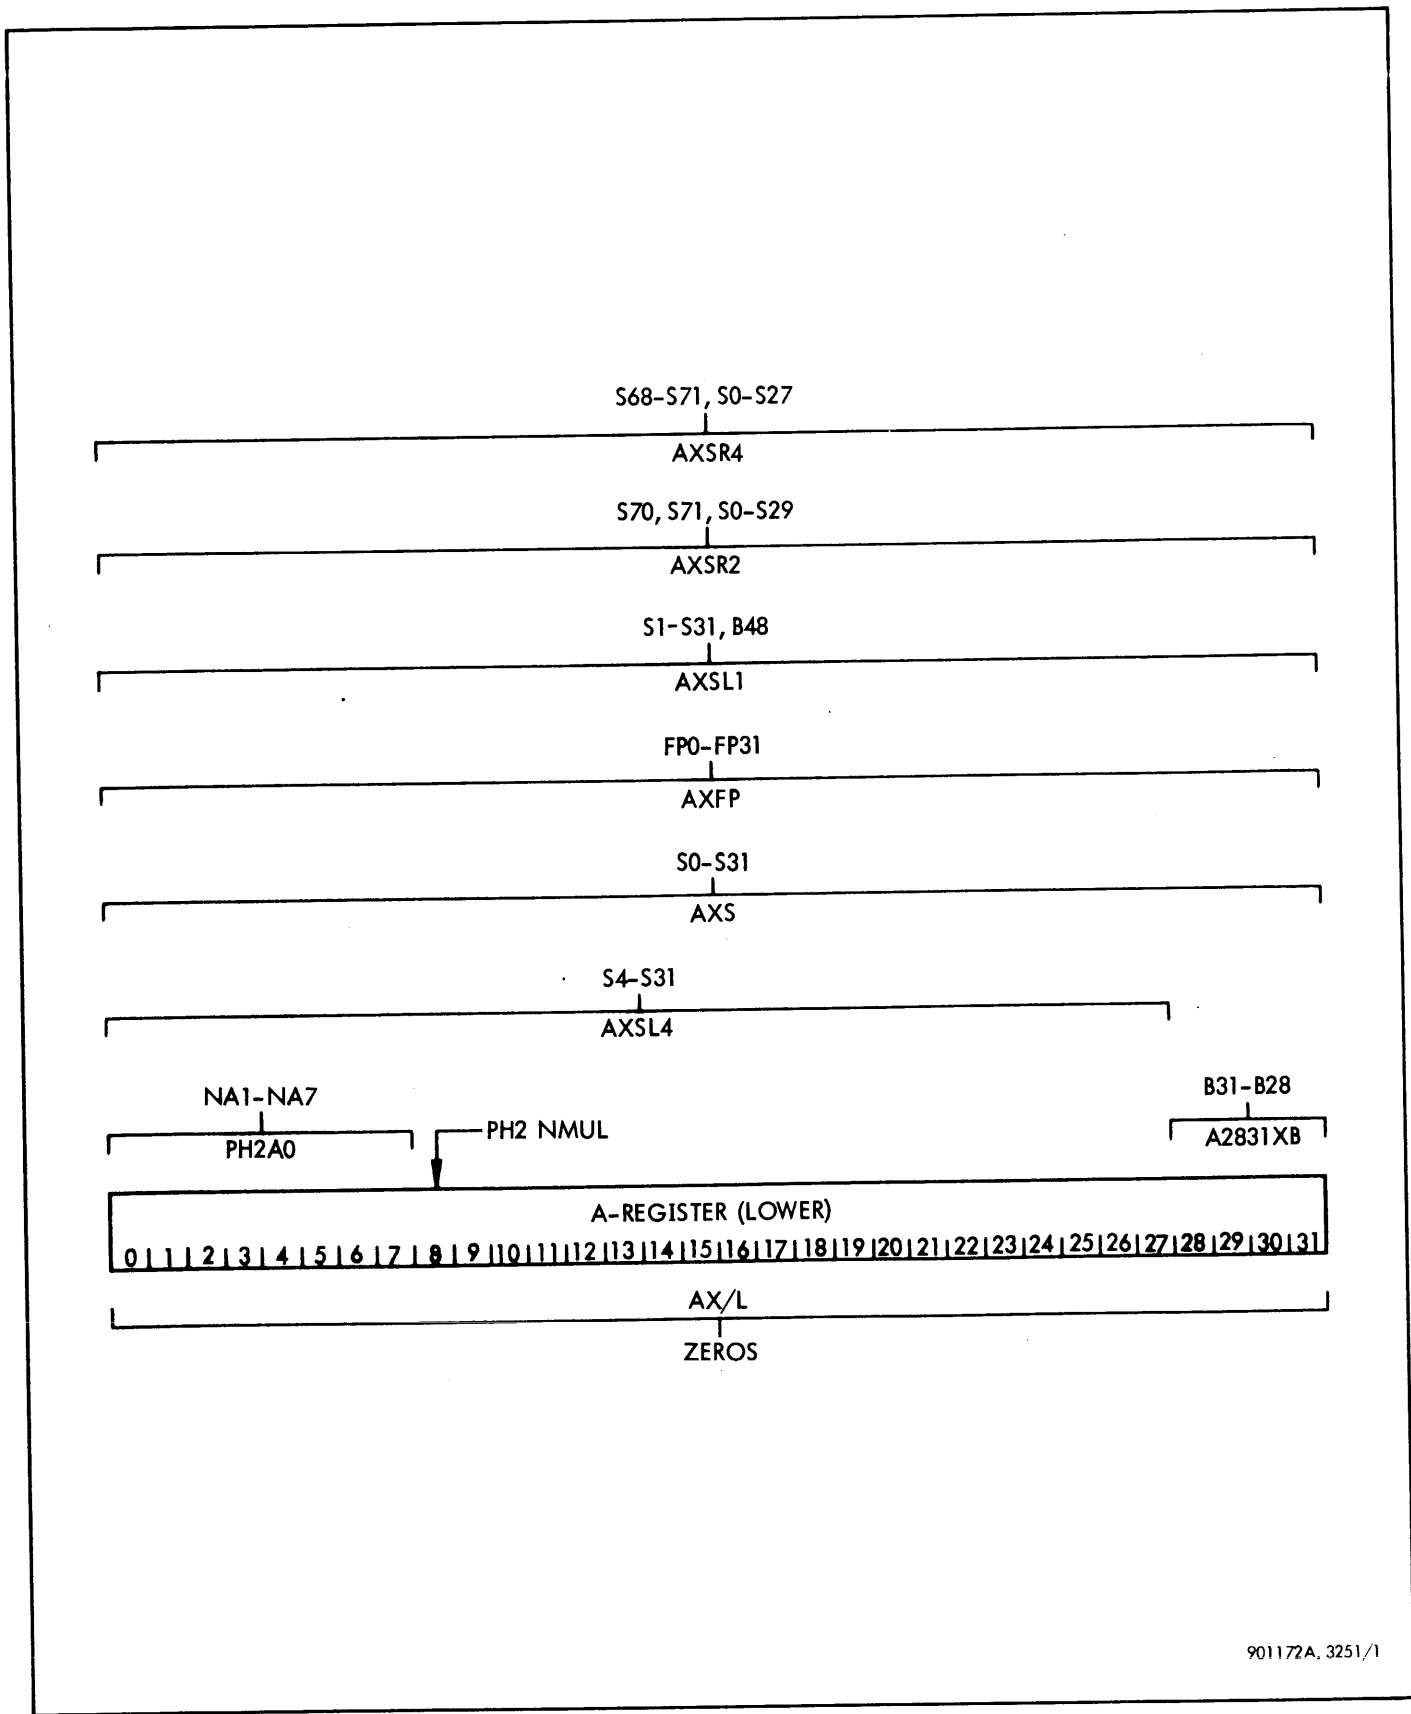 S68-S71, S0-S27
AXSR4
S70, S71, S0-S29
AXSR2
S1-S31, B48
AXSL1
FP0-FP31
AXFP
S0-S31
AXS
S4-S31
AXSL4
NA1-NA7
PH2A0
PH2 NMUL
B31-B28
A2831XB
A-REGISTER (LOWER)
0 1 2 3 4 5 6 7 8 9 10 11 12 13 14 15 16 17 18 19 20 21 22 23 24 25 26 27 28 29 30 31
AX/L
ZEROS
901172A. 3251/1